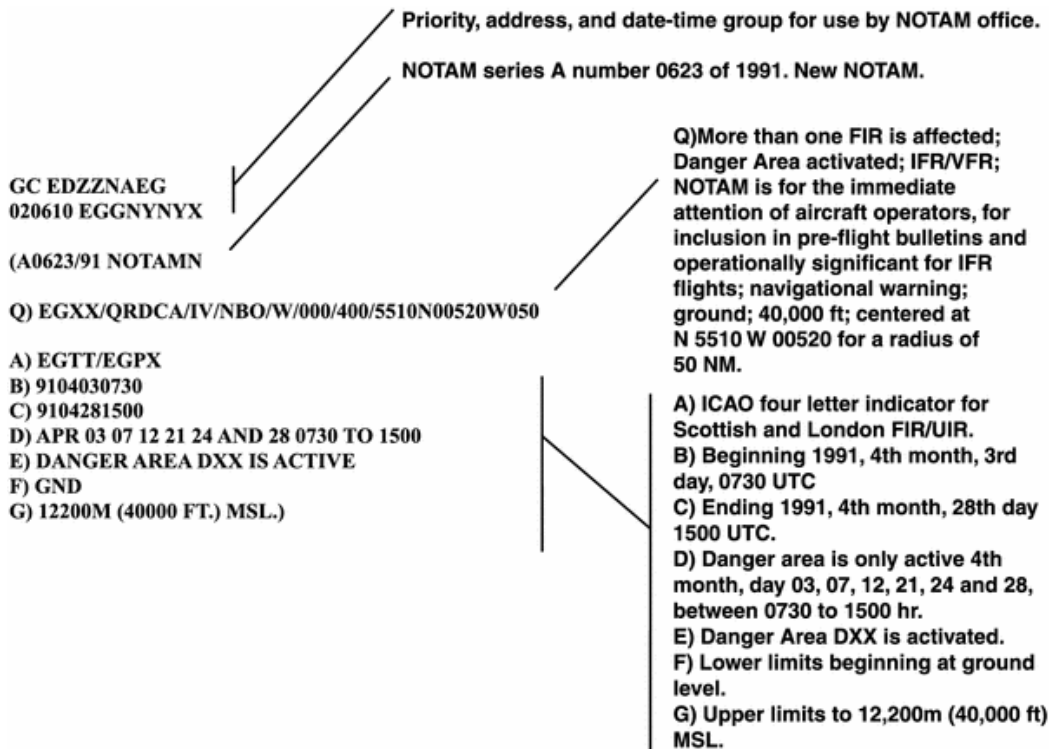 Priority, address, and date-time group for use by NOTAM office.
NOTAM series A number 0623 of 1991. New NOTAM.
GC EDZZNAEG
020610 EGGNYNYX
(A0623/91 NOTAMN
Q) EGXX/QRDCA/IV/NBO/W/000/400/5510N00520W050
A) EGTT/EGPX
B) 9104030730
C) 9104281500
D) APR 03 07 12 21 24 AND 28 0730 TO 1500
E) DANGER AREA DXX IS ACTIVE
F) GND
G) 12200M (40000 FT.) MSL.)
Q)More than one FIR is affected;
Danger Area activated; IFR/VFR;
NOTAM is for the immediate
attention of aircraft operators, for
inclusion in pre-flight bulletins and
operationally significant for IFR
flights; navigational warning;
ground; 40,000 ft; centered at
N 5510 W 00520 for a radius of
50 NM.
A) ICAO four letter indicator for
Scottish and London FIR/UIR.
B) Beginning 1991, 4th month, 3rd
day, 0730 UTC
C) Ending 1991, 4th month, 28th day
1500 UTC.
D) Danger area is only active 4th
month, day 03, 07, 12, 21, 24 and 28,
between 0730 to 1500 hr.
E) Danger Area DXX is activated.
F) Lower limits beginning at ground
level.
G) Upper limits to 12,200m (40,000 ft)
MSL.